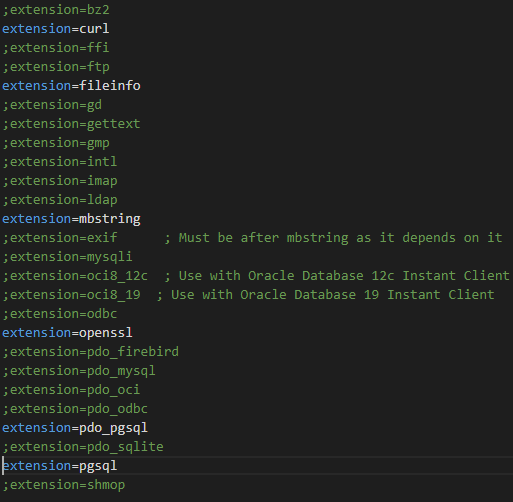 ;extension=bz2
extension=curl
;extension=ffi
;extension=ftp
extension=fileinfo
;extension=gd
;extension=gettext
;extension=gmp
;extension=intl
;extension=imap
;extension=ldap
extension=mbstring
;extension=exif      ; Must be after mbstring as it depends on it
;extension=mysqli
;extension=oci8_12c  ; Use with Oracle Database 12c Instant Client
;extension=oci8_19  ; Use with Oracle Database 19 Instant Client
;extension=odbc
extension=openssl
;extension=pdo_firebird
;extension=pdo_mysql
;extension=pdo_oci
;extension=pdo_odbc
extension=pdo_pgsql
;extension=pdo_sqlite
extension=pgsql
;extension=shmop